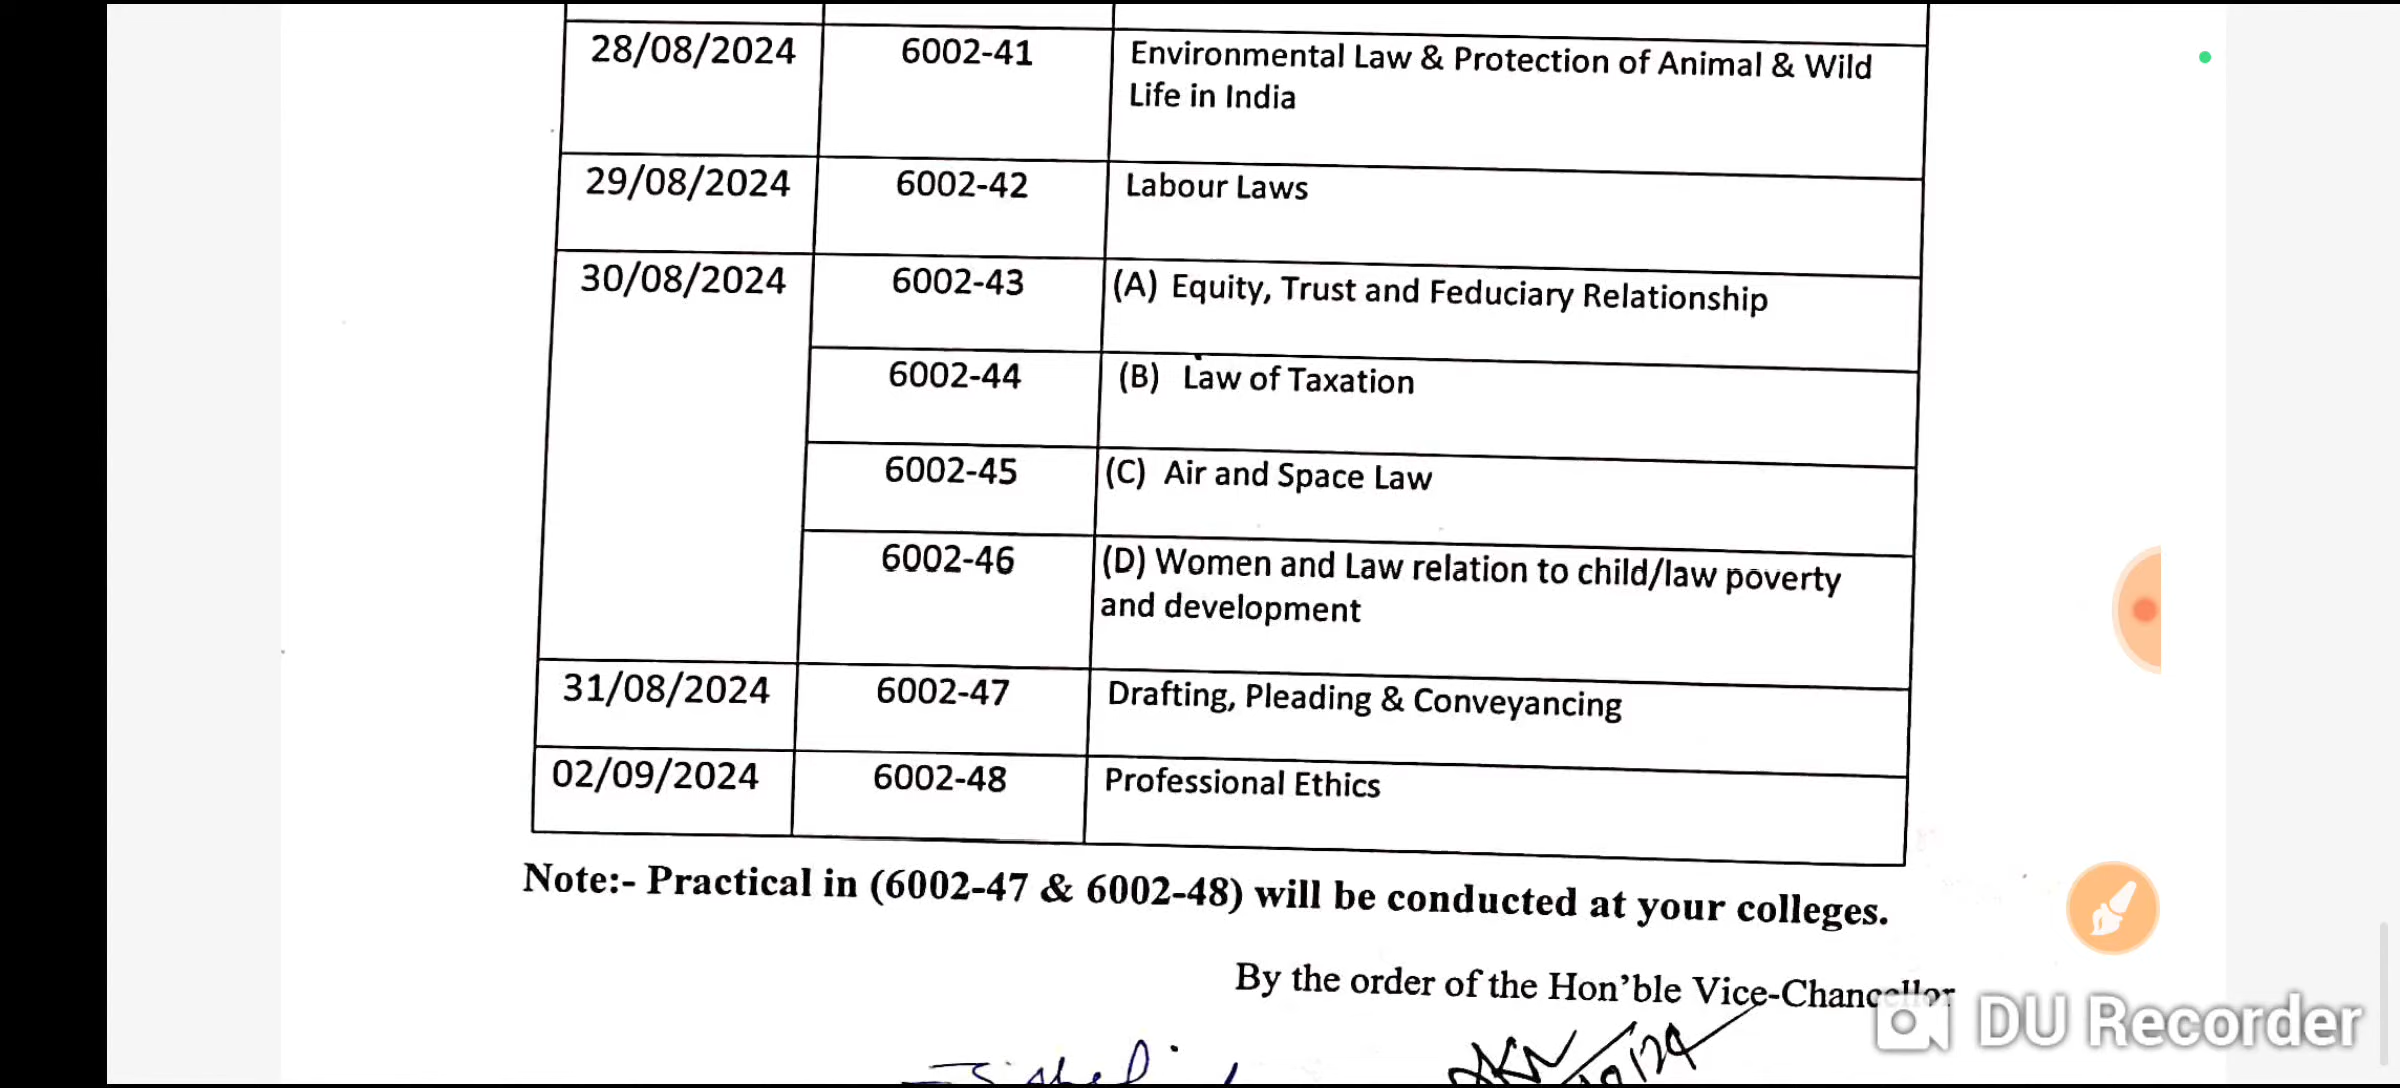 28/08/2024 6002-41 Environmental Law & Protection of Animal & Wild
Life in India
29/08/2024 6002-42 Labour Laws
30/08/2024 6002-43 (A) Equity, Trust and Feduciary Relationship
6002-44 (B) Law of Taxation
6002-45 (C) Air and Space Law
6002-46 (D) Women and Law relation to child/law poverty
and development
31/08/2024 6002-47 Drafting, Pleading & Conveyancing
02/09/2024 6002-48 Professional Ethics
Note:- Practical in (6002-47 & 6002-48) will be conducted at your colleges.
By the order of the Hon'ble Vice-Chancellor
DU Recorder